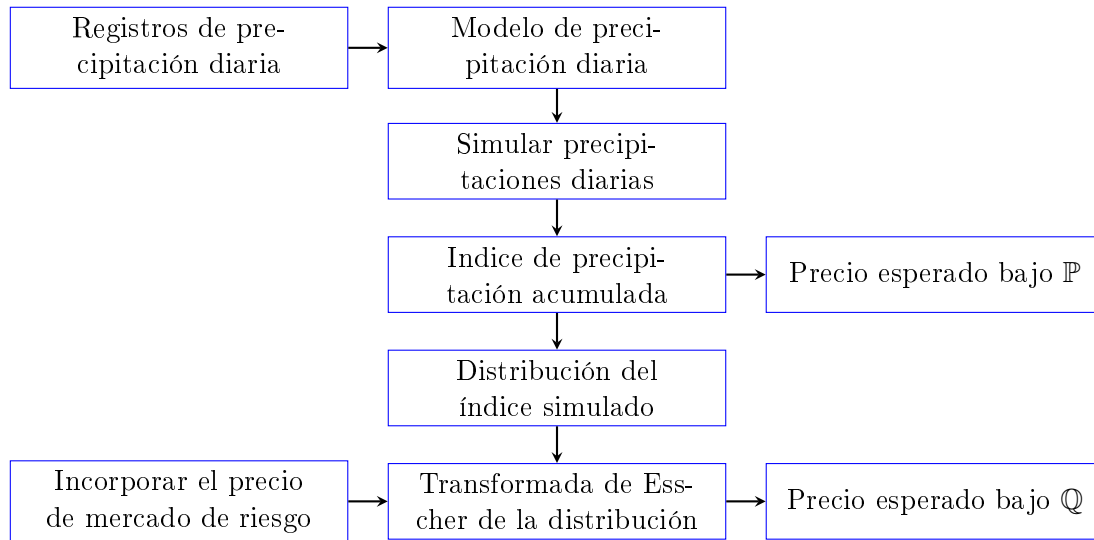 Registros de pre-
cipitación diaria
Modelo de preci-
pitación diaria
Simular precipi-
taciones diarias
Indice de precipi-
tación acumulada
Precio esperado bajo ℙ
Distribución del
índice simulado
Incorporar el precio
de mercado de riesgo
Transformada de Ess-
cher de la distribución
Precio esperado bajo ℚ